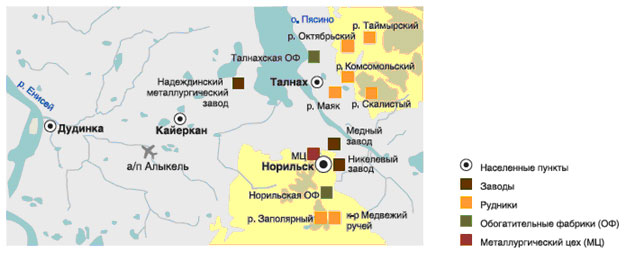 р. Пясино
р. Таймырский
р. Октябрьский
Талнахская ОФ
р. Комсомольский
Надеждинский
металлургический
завод
Талнах
р. Енисей
р. Маяк
р. Скалистый
Дудинка
Кайеркан
Медный
завод
а/п Алыкель
МЦ
Норильск
Никелевый
завод
Норильская ОФ
р. Заполярный
к-р Медвежий
ручей
Населенные пункты
Заводы
Рудники
Обогатительные фабрики (ОФ)
Металлургический цех (МЦ)